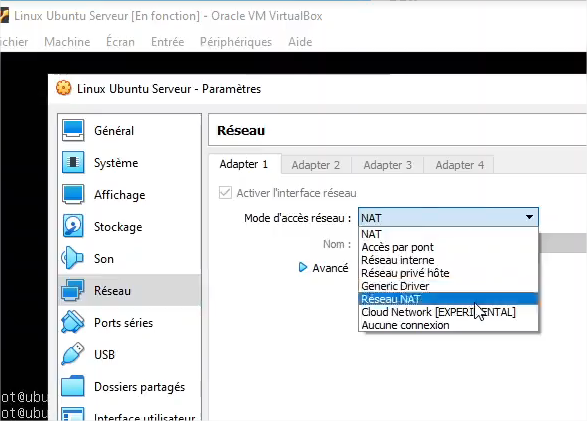 Linux Ubuntu Serveur [En fonction] - Oracle VM VirtualBox
ichier Machine Écran Entrée Périphériques Aide
Linux Ubuntu Serveur - Paramètres
Général
Système
Affichage
Stockage
Son
Réseau
Ports séries
USB
Dossiers partagés
Interface utilisateur
Réseau
Adapter 1 Adapter 2 Adapter 3 Adapter 4
Activer l'interface réseau
Mode d'accès réseau : NAT
Nom :
Avancé
NAT
Accès par pont
Réseau interne
Réseau privé hôte
Generic Driver
Réseau NAT
Cloud Network [EXPERIMENTAL]
Aucune connexion
ot@ubu
ot@ubu